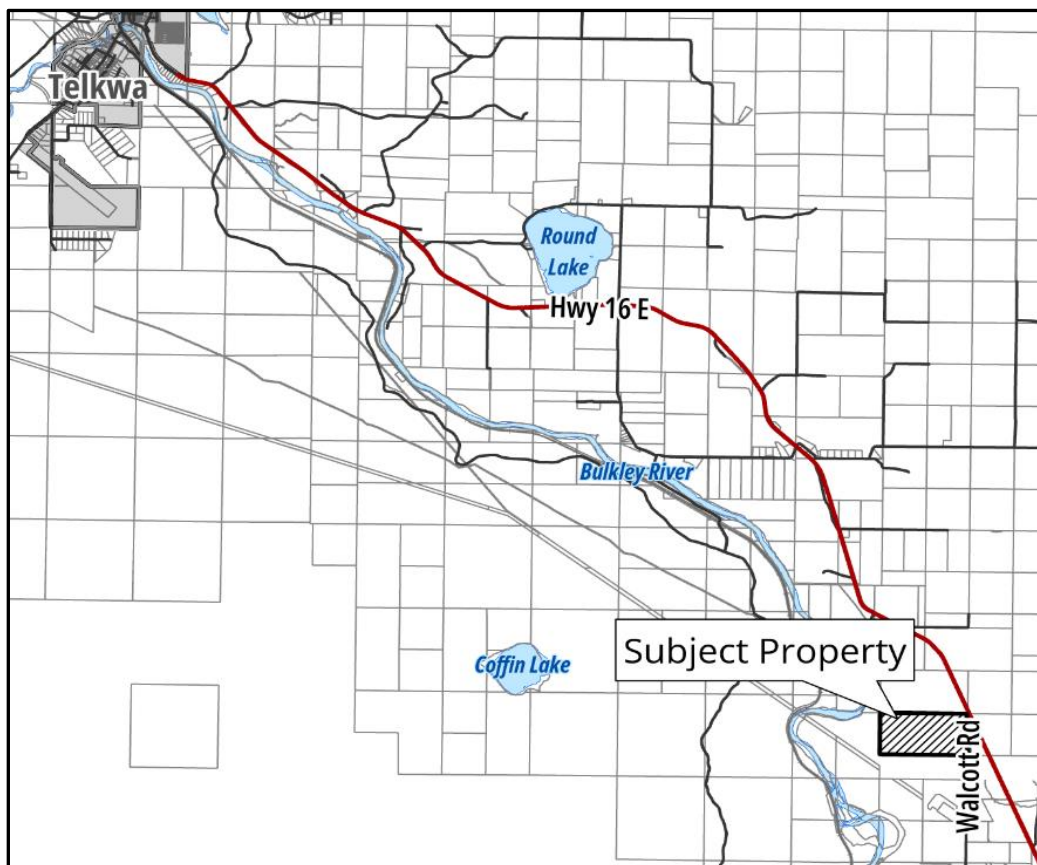 Telkwa
Round
Lake
Hwy 16 E
Bulkley River
Subject Property
Coffin Lake
Walcott Rd